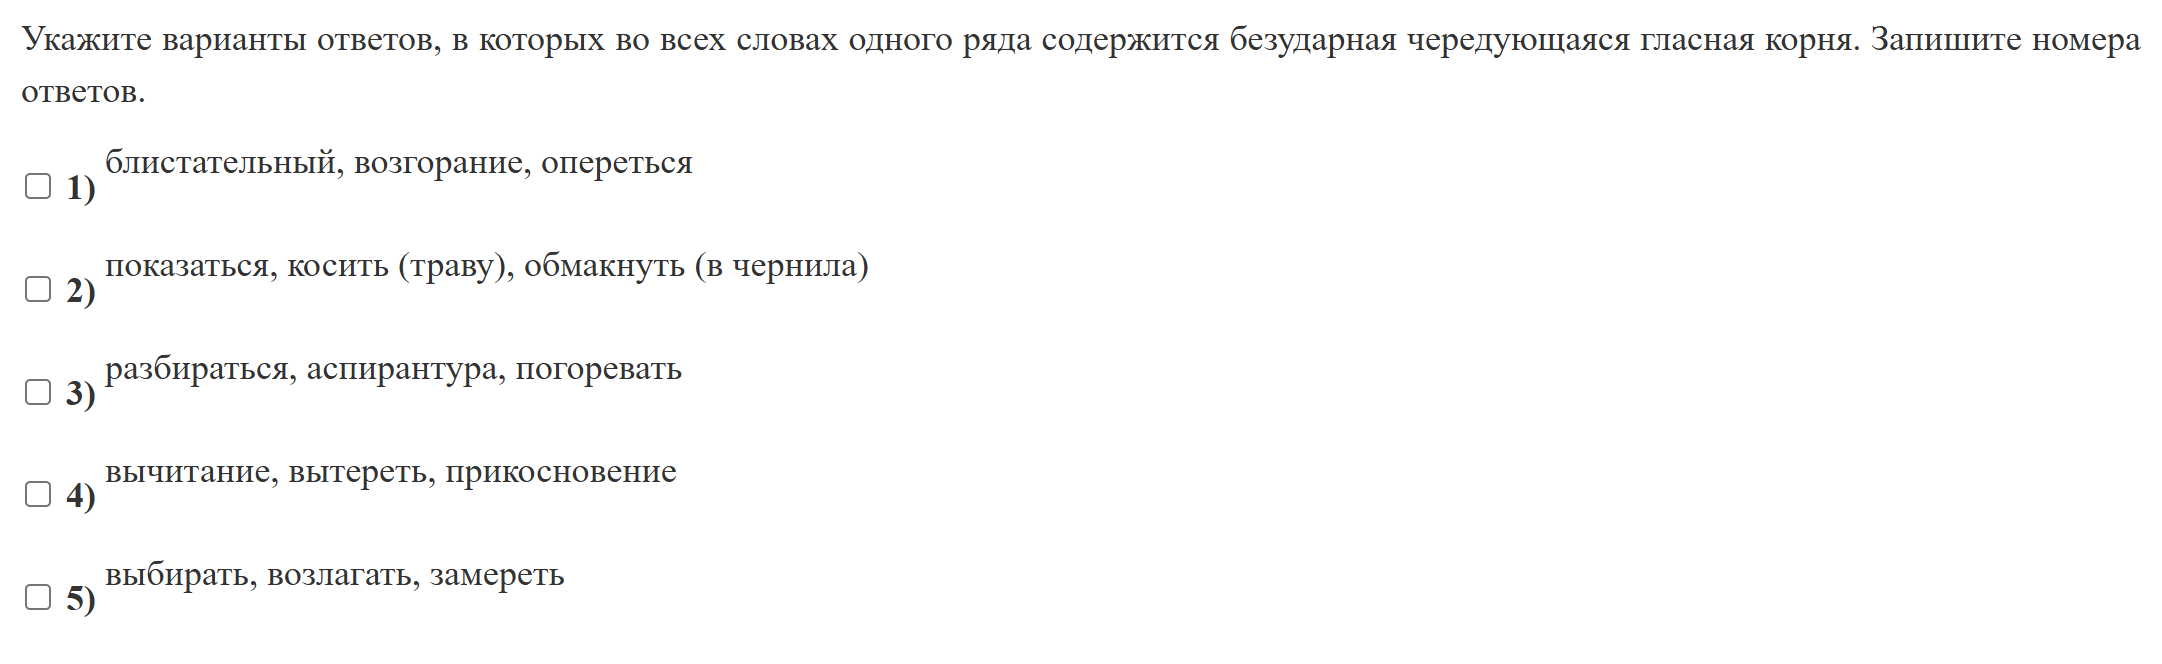 Укажите варианты ответов, в которых во всех словах одного ряда содержится безударная чередующаяся гласная корня. Запишите номера
ответов.
1) блистательный, возгорание, опереться
2) показаться, косить (траву), обмакнуть (в чернила)
3) разбираться, аспирантура, погоревать
4) вычитание, вытереть, прикосновение
5) выбирать, возлагать, замереть